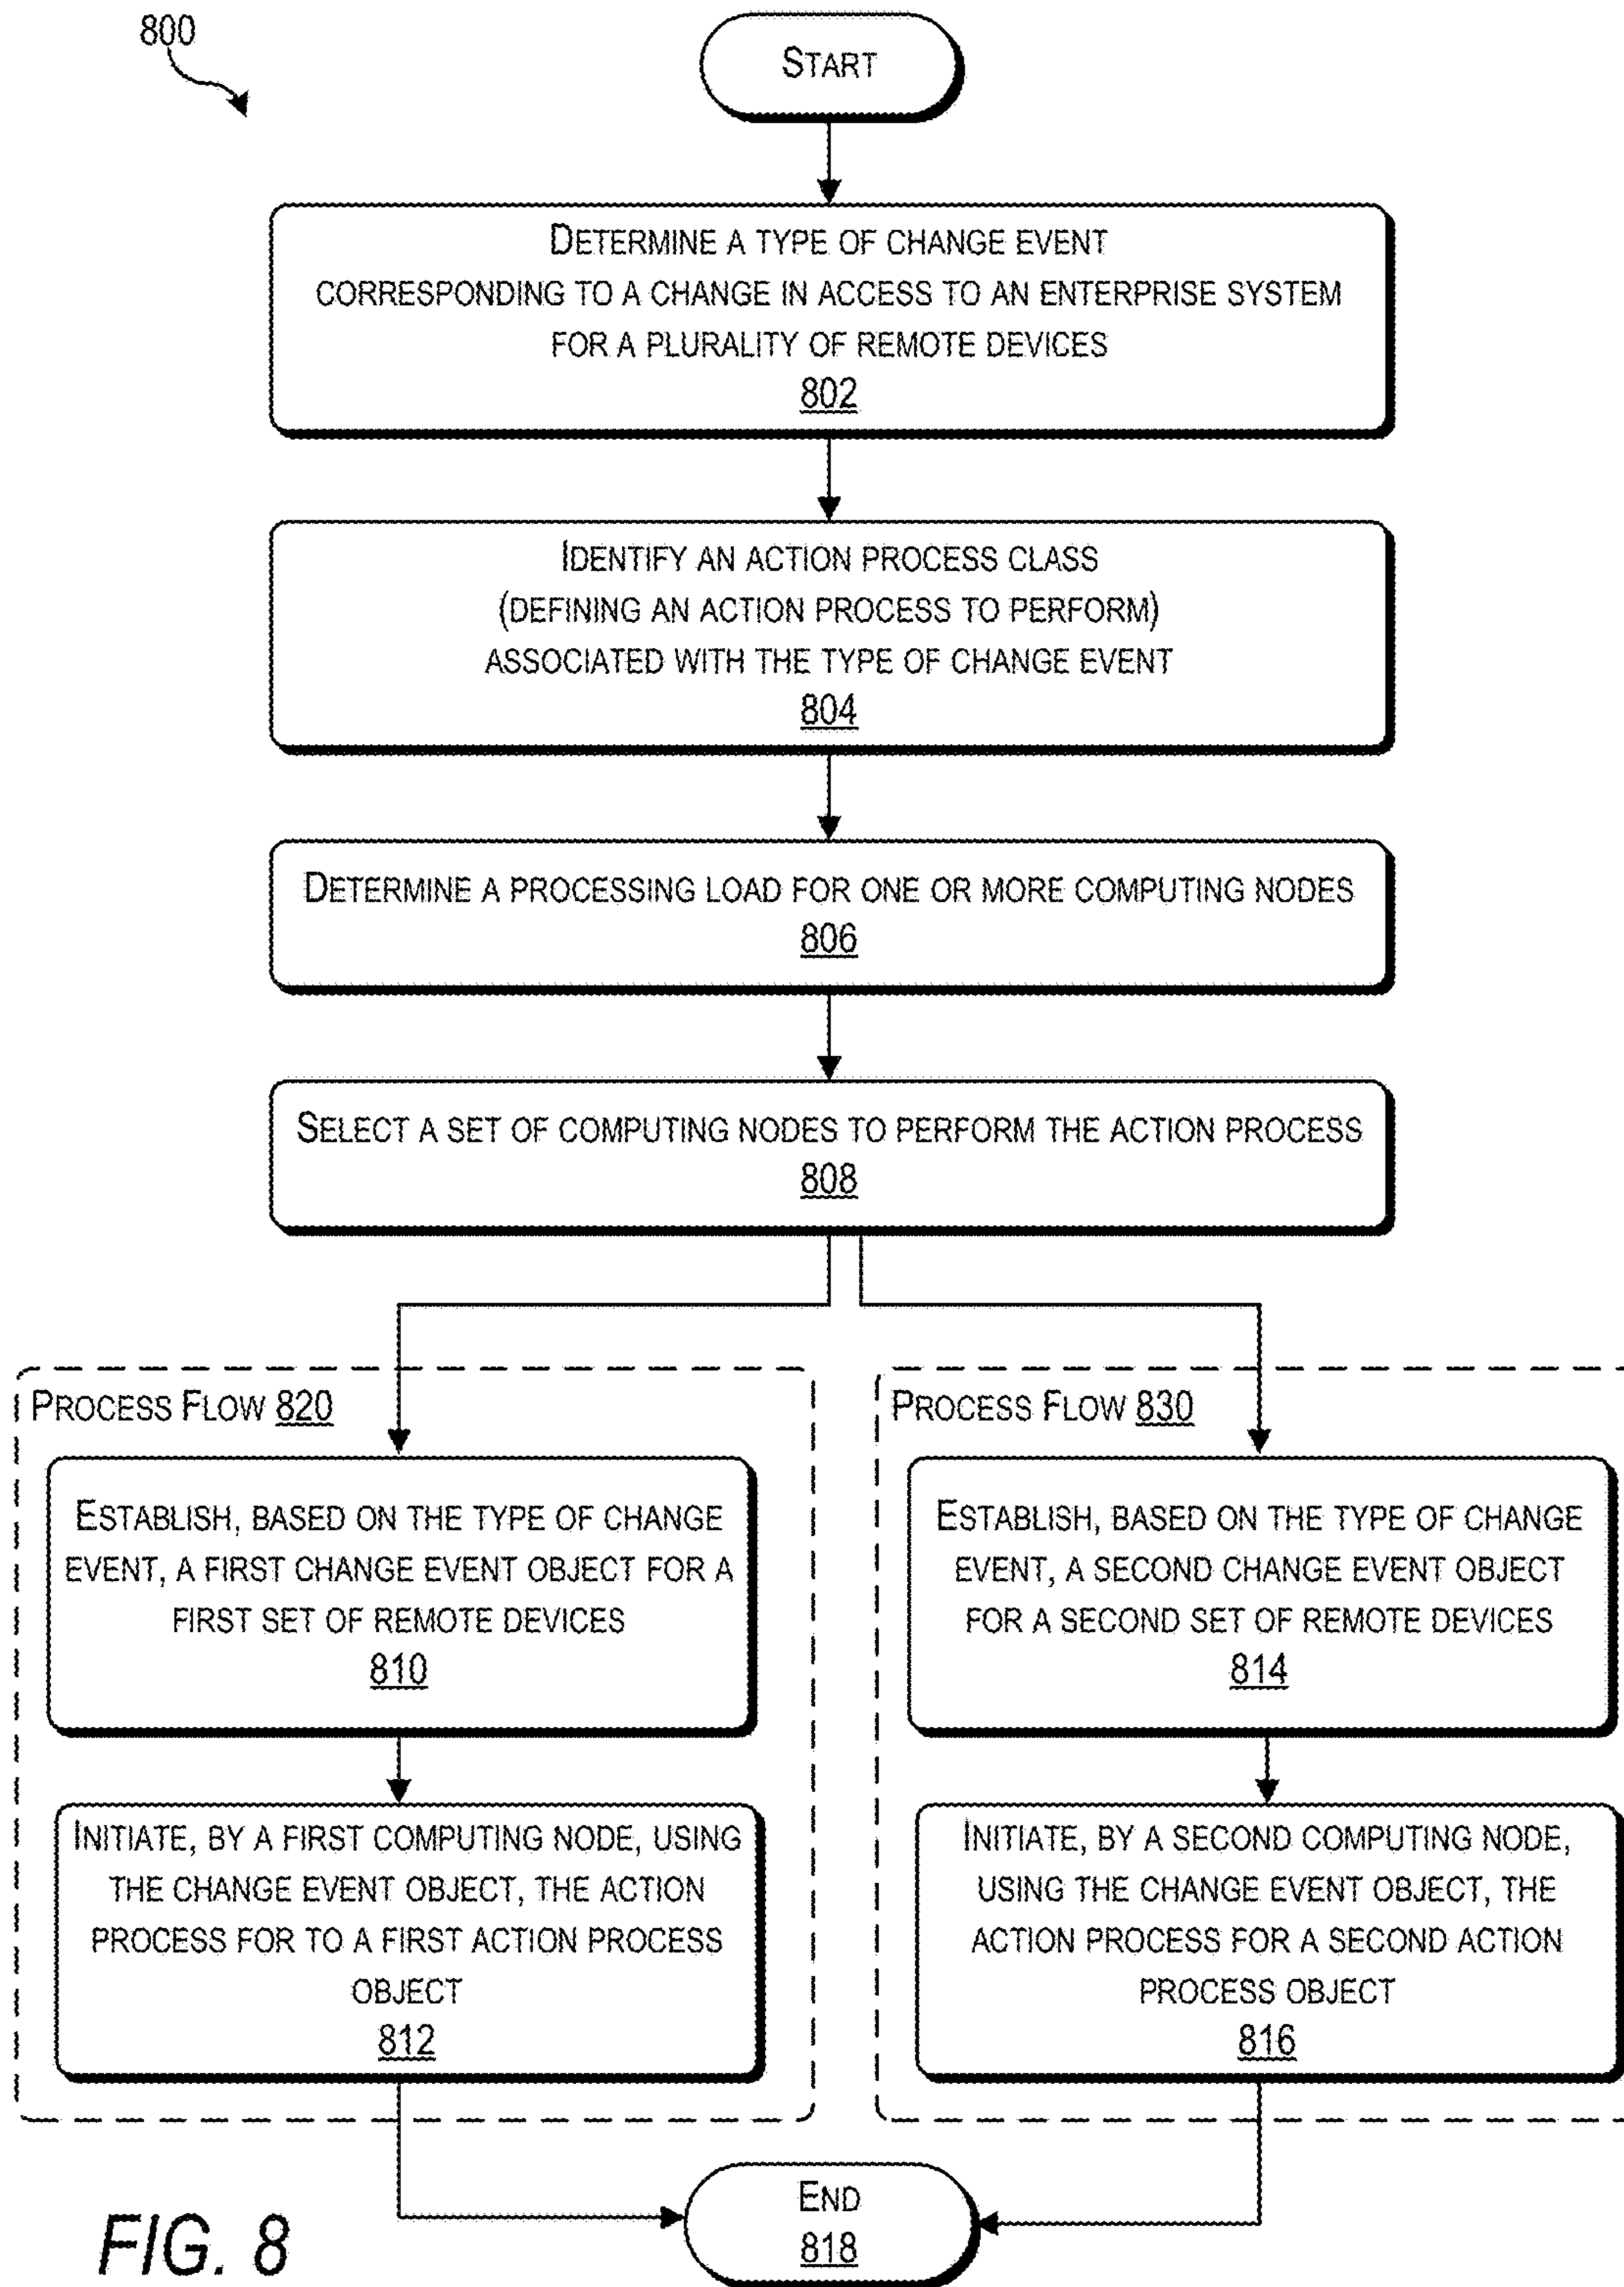 800
START
DETERMINE A TYPE OF CHANGE EVENT
CORRESPONDING TO A CHANGE IN ACCESS TO AN ENTERPRISE SYSTEM
FOR A PLURALITY OF REMOTE DEVICES
802
IDENTIFY AN ACTION PROCESS CLASS
(DEFINING AN ACTION PROCESS TO PERFORM)
ASSOCIATED WITH THE TYPE OF CHANGE EVENT
804
DETERMINE A PROCESSING LOAD FOR ONE OR MORE COMPUTING NODES
806
SELECT A SET OF COMPUTING NODES TO PERFORM THE ACTION PROCESS
808
PROCESS FLOW 820
ESTABLISH, BASED ON THE TYPE OF CHANGE
EVENT, A FIRST CHANGE EVENT OBJECT FOR A
FIRST SET OF REMOTE DEVICES
810
INITIATE, BY A FIRST COMPUTING NODE, USING
THE CHANGE EVENT OBJECT, THE ACTION
PROCESS FOR TO A FIRST ACTION PROCESS
OBJECT
812
PROCESS FLOW 830
ESTABLISH, BASED ON THE TYPE OF CHANGE
EVENT, A SECOND CHANGE EVENT OBJECT
FOR A SECOND SET OF REMOTE DEVICES
814
INITIATE, BY A SECOND COMPUTING NODE,
USING THE CHANGE EVENT OBJECT, THE
ACTION PROCESS FOR A SECOND ACTION
PROCESS OBJECT
816
END
818
FIG. 8